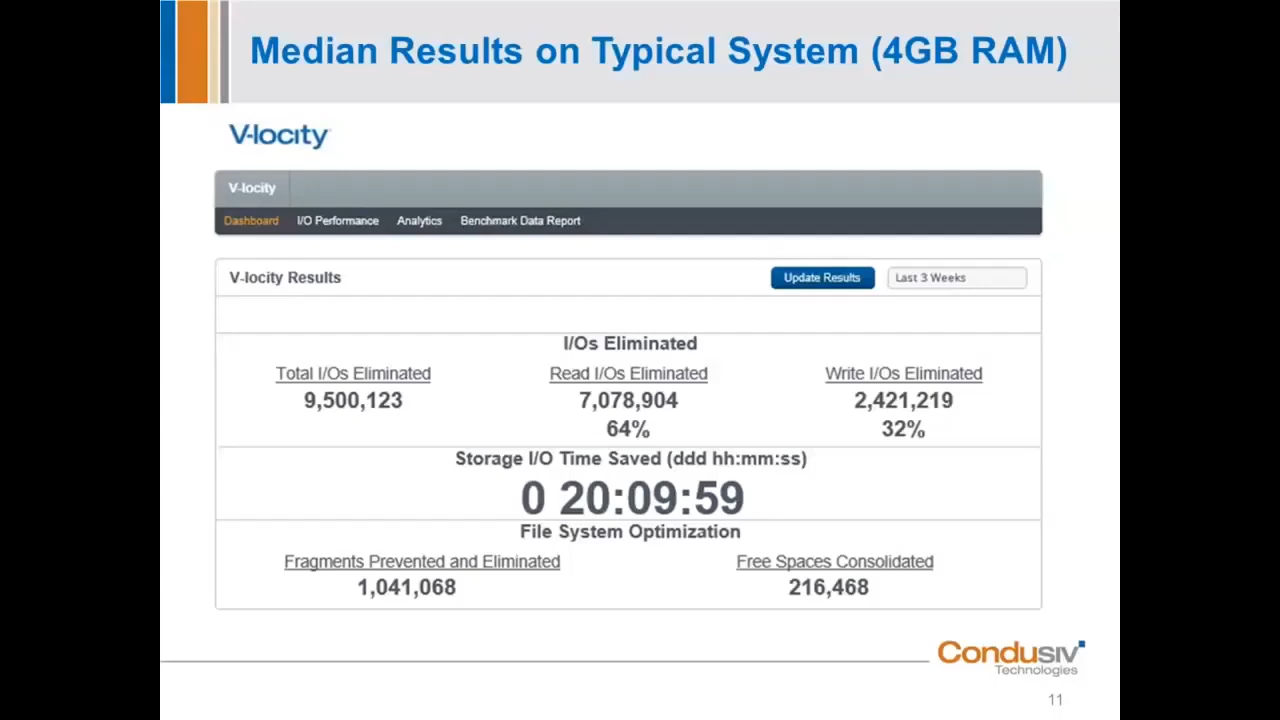 Median Results on Typical System (4GB RAM)
V-locity
V-locity
Dashboard I/O Performance Analytics Benchmark Data Report
V-locity Results Update Results Last 3 Weeks
I/Os Eliminated
Total I/Os Eliminated Read I/Os Eliminated Write I/Os Eliminated
9,500,123 7,078,904 2,421,219
64% 32%
Storage I/O Time Saved (ddd hh:mm:ss)
0 20:09:59
File System Optimization
Fragments Prevented and Eliminated Free Spaces Consolidated
1,041,068 216,468
Condusiv
Technologies
11